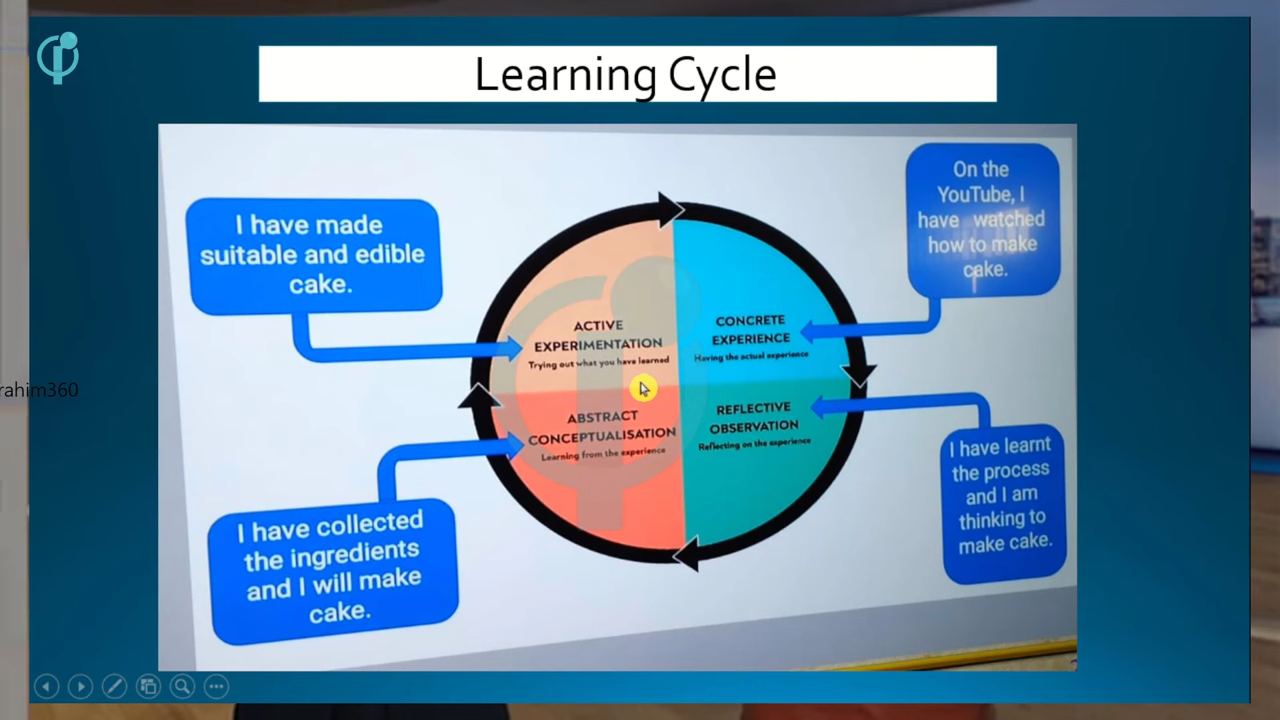 Learning Cycle
I have made
suitable and edible
cake.
On the
YouTube, I
have watched
how to make
cake.
ACTIVE
EXPERIMENTATION
Trying out what you have learned
CONCRETE
EXPERIENCE
Having the actual experience
ABSTRACT
CONCEPTUALISATION
Learning from the experience
REFLECTIVE
OBSERVATION
Reflecting on the experience
I have collected
the ingredients
and I will make
cake.
I have learnt
the process
and I am
thinking to
make cake.
rahim360